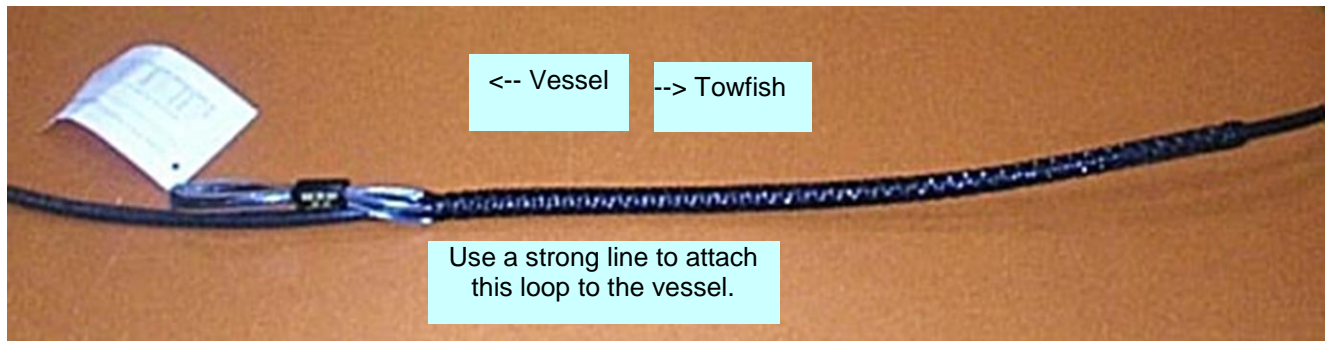 <-- Vessel
--> Towfish
Use a strong line to attach
this loop to the vessel.